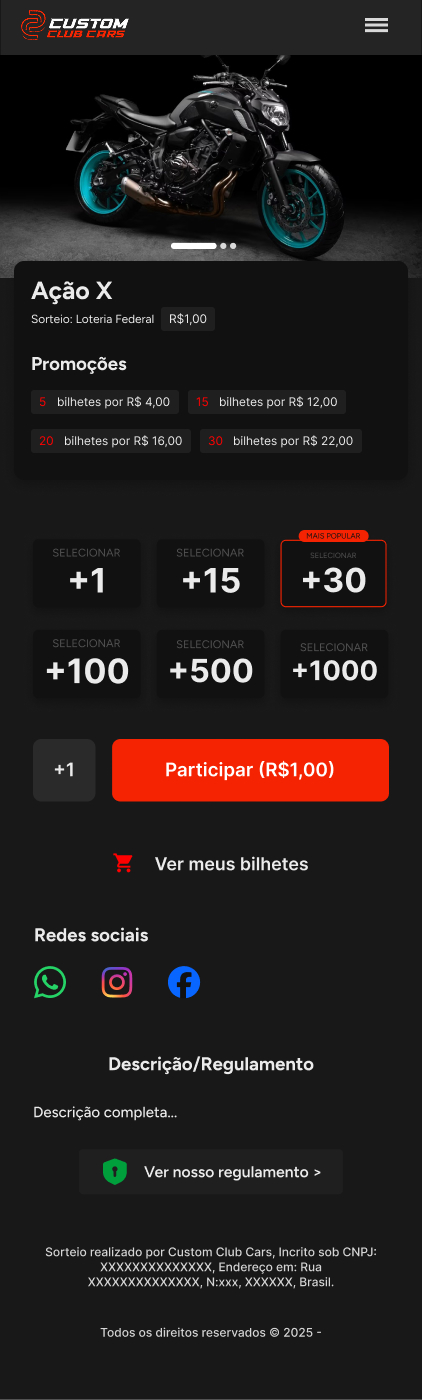 CUSTOM
CLUB CARS
Ação X
Sorteio: Loteria Federal R$1,00
Promoções
5 bilhetes por R$ 4,00 15 bilhetes por R$ 12,00
20 bilhetes por R$ 16,00 30 bilhetes por R$ 22,00
MAIS POPULAR
SELECIONAR SELECIONAR SELECIONAR
+1 +15 +30
SELECIONAR SELECIONAR SELECIONAR
+100 +500 +1000
+1 Participar (R$1,00)
Ver meus bilhetes
Redes sociais
Descrição/Regulamento
Descrição completa...
Ver nosso regulamento >
Sorteio realizado por Custom Club Cars, Incrito sob CNPJ:
XXXXXXXXXXXXXX, Endereço em: Rua
XXXXXXXXXXXXXX, N:xxx, XXXXXX, Brasil.
Todos os direitos reservados © 2025 -